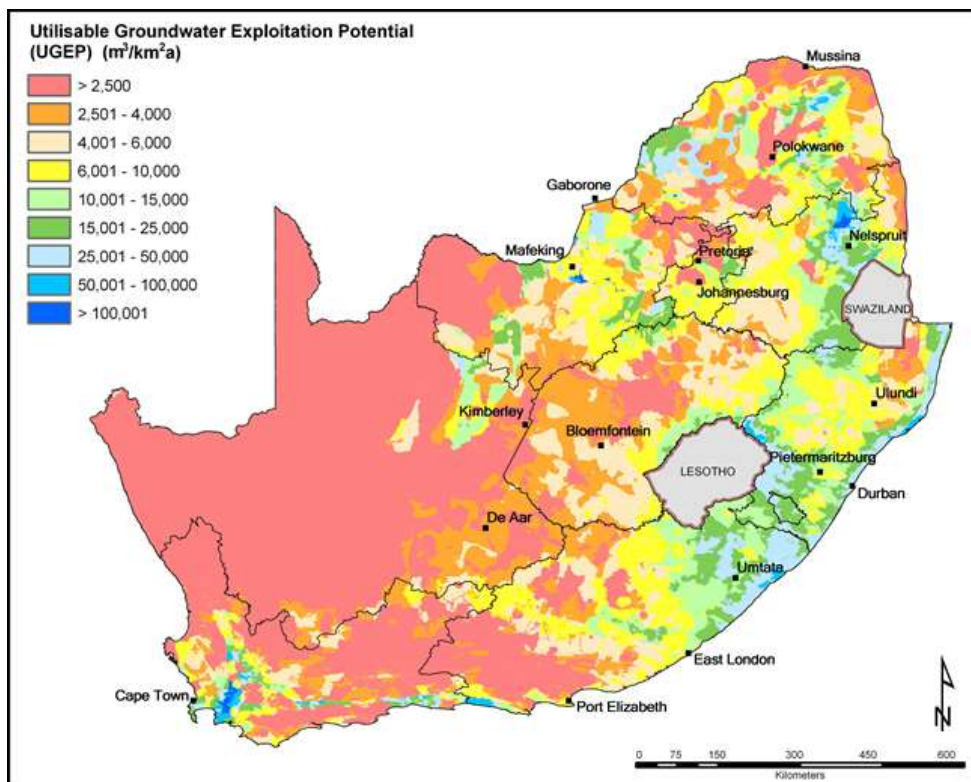 Utilisable Groundwater Exploitation Potential
(UGEP) (m³/km²a)
> 2,500
2,501 - 4,000
4,001 - 6,000
6,001 - 10,000
10,001 - 15,000
15,001 - 25,000
25,001 - 50,000
50,001 - 100,000
> 100,001
Mussina
Polokwane
Gaborone
Nelspruit
Mafeking
Pretoria
Johannesburg
SWAZILAND
Ulundi
Kimberley
Bloemfontein
Pietermaritzburg
LESOTHO
Durban
De Aar
Umtata
East London
Cape Town
Port Elizabeth
N
0 75 150 300 450 600
Kilometers